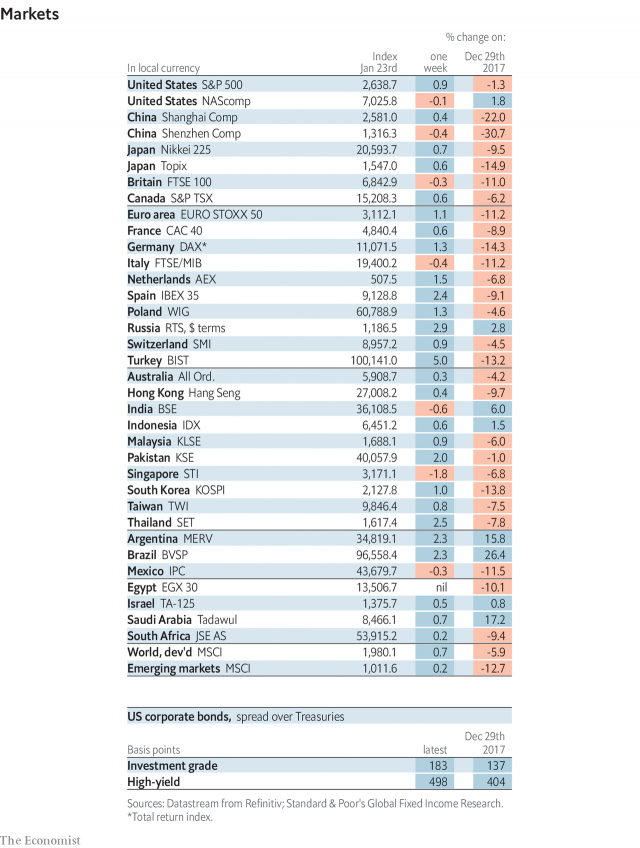 Markets
% change on:
Index one Dec 29th
In local currency Jan 23rd week 2017
United States S&P 500 2,638.7 0.9 -1.3
United States NAScomp 7,025.8 -0.1 1.8
China Shanghai Comp 2,581.0 0.4 -22.0
China Shenzhen Comp 1,316.3 -0.4 -30.7
Japan Nikkei 225 20,593.7 0.7 -9.5
Japan Topix 1,547.0 0.6 -14.9
Britain FTSE 100 6,842.9 -0.3 -11.0
Canada S&P TSX 15,208.3 0.6 -6.2
Euro area EURO STOXX 50 3,112.1 1.1 -11.2
France CAC 40 4,840.4 0.6 -8.9
Germany DAX* 11,071.5 1.3 -14.3
Italy FTSE/MIB 19,400.2 -0.4 -11.2
Netherlands AEX 507.5 1.5 -6.8
Spain IBEX 35 9,128.8 2.4 -9.1
Poland WIG 60,788.9 1.3 -4.6
Russia RTS, $ terms 1,186.5 2.9 2.8
Switzerland SMI 8,957.2 0.9 -4.5
Turkey BIST 100,141.0 5.0 -13.2
Australia All Ord. 5,908.7 0.3 -4.2
Hong Kong Hang Seng 27,008.2 0.4 -9.7
India BSE 36,108.5 -0.6 6.0
Indonesia IDX 6,451.2 0.6 1.5
Malaysia KLSE 1,688.1 0.9 -6.0
Pakistan KSE 40,057.9 2.0 -1.0
Singapore STI 3,171.1 -1.8 -6.8
South Korea KOSPI 2,127.8 1.0 -13.8
Taiwan TWI 9,846.4 0.8 -7.5
Thailand SET 1,617.4 2.5 -7.8
Argentina MERV 34,819.1 2.3 15.8
Brazil BVSP 96,558.4 2.3 26.4
Mexico IPC 43,679.7 -0.3 -11.5
Egypt EGX 30 13,506.7 nil -10.1
Israel TA-125 1,375.7 0.5 0.8
Saudi Arabia Tadawul 8,466.1 0.7 17.2
South Africa JSE AS 53,915.2 0.2 -9.4
World, dev'd MSCI 1,980.1 0.7 -5.9
Emerging markets MSCI 1,011.6 0.2 -12.7
US corporate bonds, spread over Treasuries
Dec 29th
Basis points latest 2017
Investment grade 183 137
High-yield 498 404
Sources: Datastream from Refinitiv; Standard & Poor's Global Fixed Income Research.
*Total return index.
The Economist